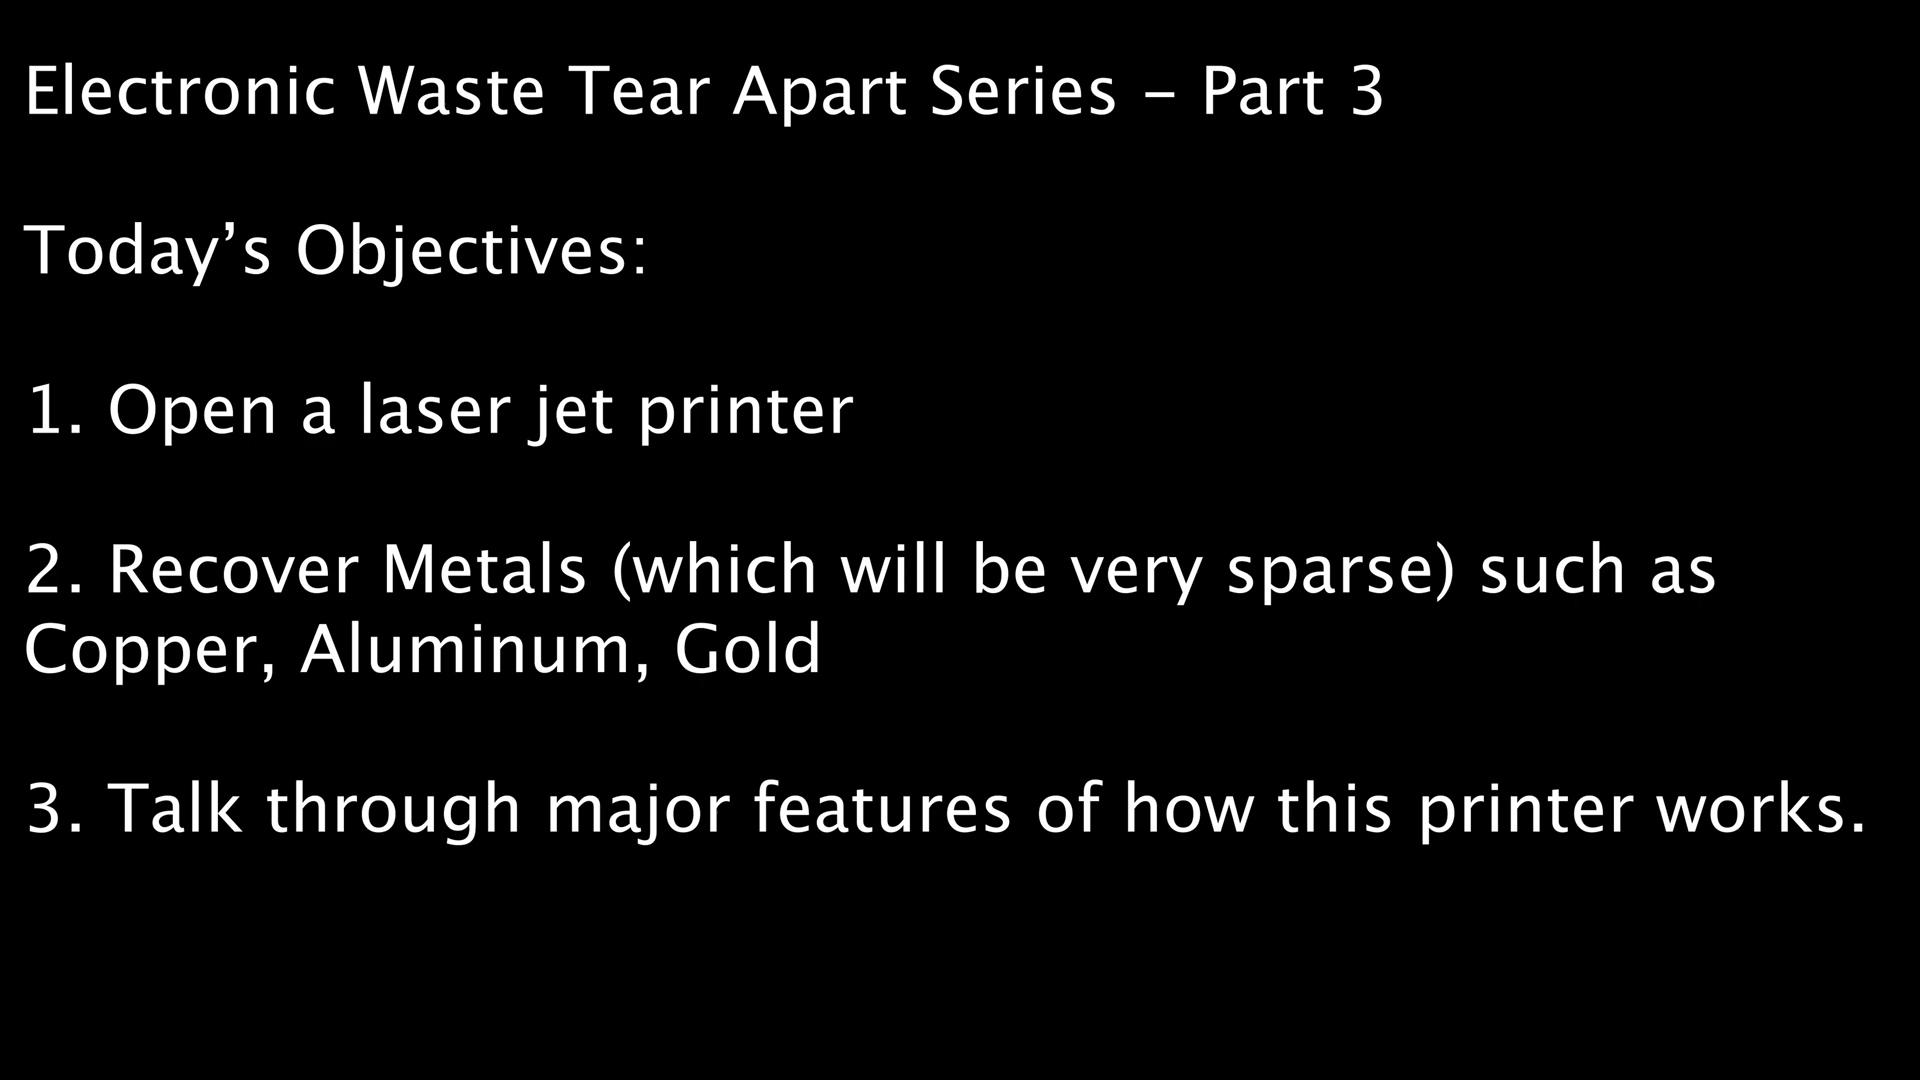 Electronic Waste Tear Apart Series – Part 3
Today’s Objectives:
1. Open a laser jet printer
2. Recover Metals (which will be very sparse) such as
Copper, Aluminum, Gold
3. Talk through major features of how this printer works.